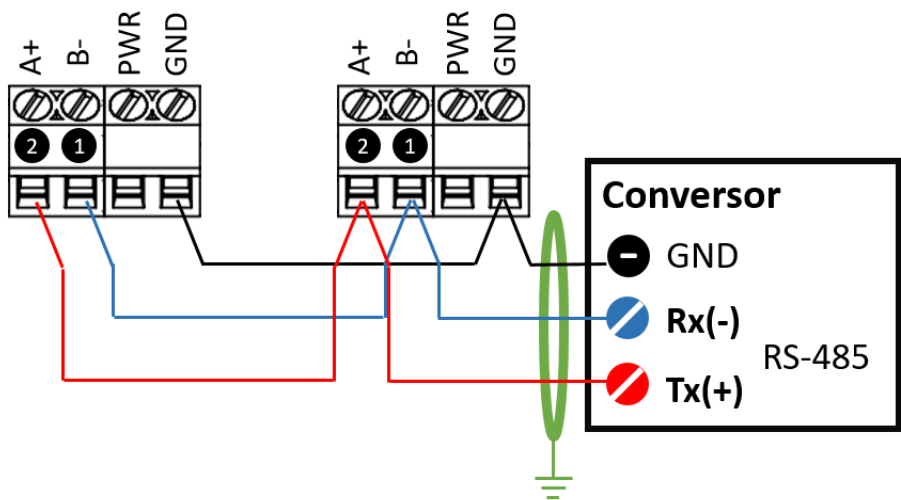 A+ B- PWR GND
A+ B- PWR GND
2 1
2 1
Conversor
GND
Rx(-)
RS-485
Tx(+)